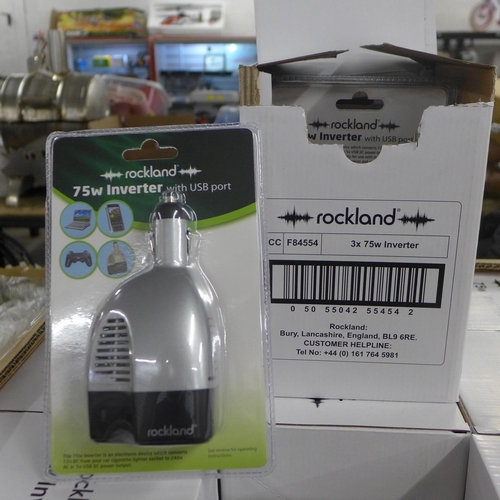 rockland
75w Inverter with USB port
rockland
rockland
75w Inverter with USB port
rockland
CC F84554 3x 75w Inverter
0 50 55042 55454 2
Rockland:
Bury, Lancashire, England, BL9 6RE.
CUSTOMER HELPLINE:
Tel No: +44 (0) 161 764 5981